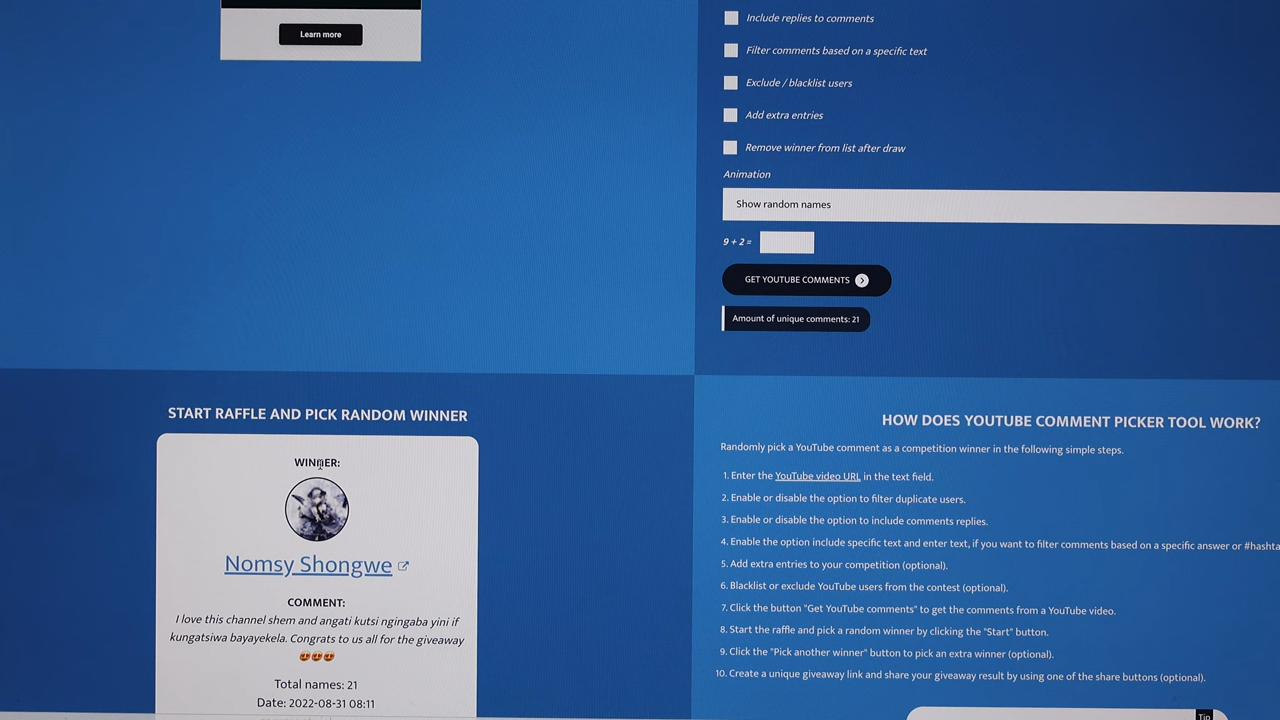 Learn more
Include replies to comments
Filter comments based on a specific text
Exclude / blacklist users
Add extra entries
Remove winner from list after draw
Animation
Show random names
9 + 2 =
GET YOUTUBE COMMENTS
Amount of unique comments: 21
START RAFFLE AND PICK RANDOM WINNER
WINNER:
Nomsy Shongwe
COMMENT:
I love this channel shem and angati kutsi ngingaba yini if
kungatsiwa bayayekela. Congrats to us all for the giveaway
🤩🤩🤩
Total names: 21
Date: 2022-08-31 08:11
HOW DOES YOUTUBE COMMENT PICKER TOOL WORK?
Randomly pick a YouTube comment as a competition winner in the following simple steps.
1. Enter the YouTube video URL in the text field.
2. Enable or disable the option to filter duplicate users.
3. Enable or disable the option to include comments replies.
4. Enable the option include specific text and enter text, if you want to filter comments based on a specific answer or #hashta
5. Add extra entries to your competition (optional).
6. Blacklist or exclude YouTube users from the contest (optional).
7. Click the button "Get YouTube comments" to get the comments from a YouTube video.
8. Start the raffle and pick a random winner by clicking the "Start" button.
9. Click the "Pick another winner" button to pick an extra winner (optional).
10. Create a unique giveaway link and share your giveaway result by using one of the share buttons (optional).
Tip